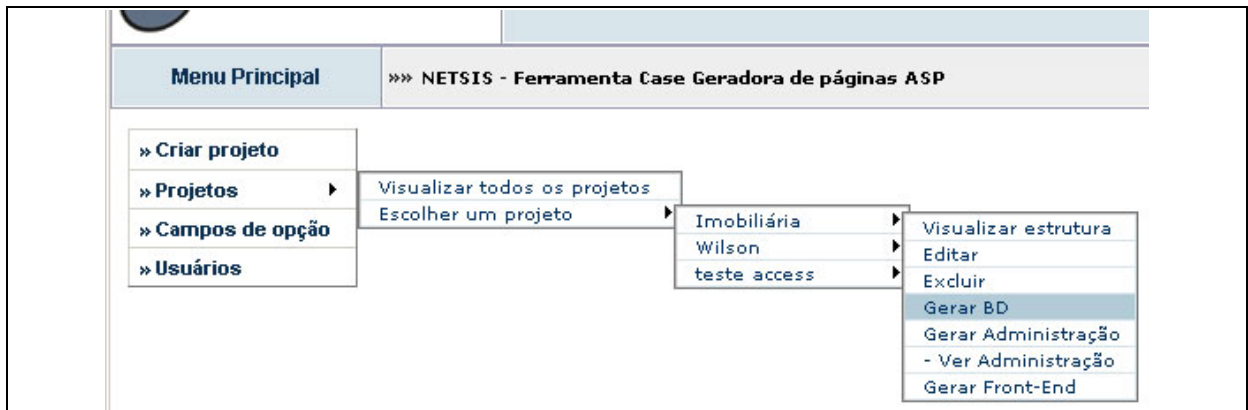 Menu Principal
»»» NETSIS - Ferramenta Case Geradora de páginas ASP
» Criar projeto
» Projetos
» Campos de opção
» Usuários
Visualizar todos os projetos
Escolher um projeto
Imobiliária
Wilson
teste access
Visualizar estrutura
Editar
Excluir
Gerar BD
Gerar Administração
- Ver Administração
Gerar Front-End